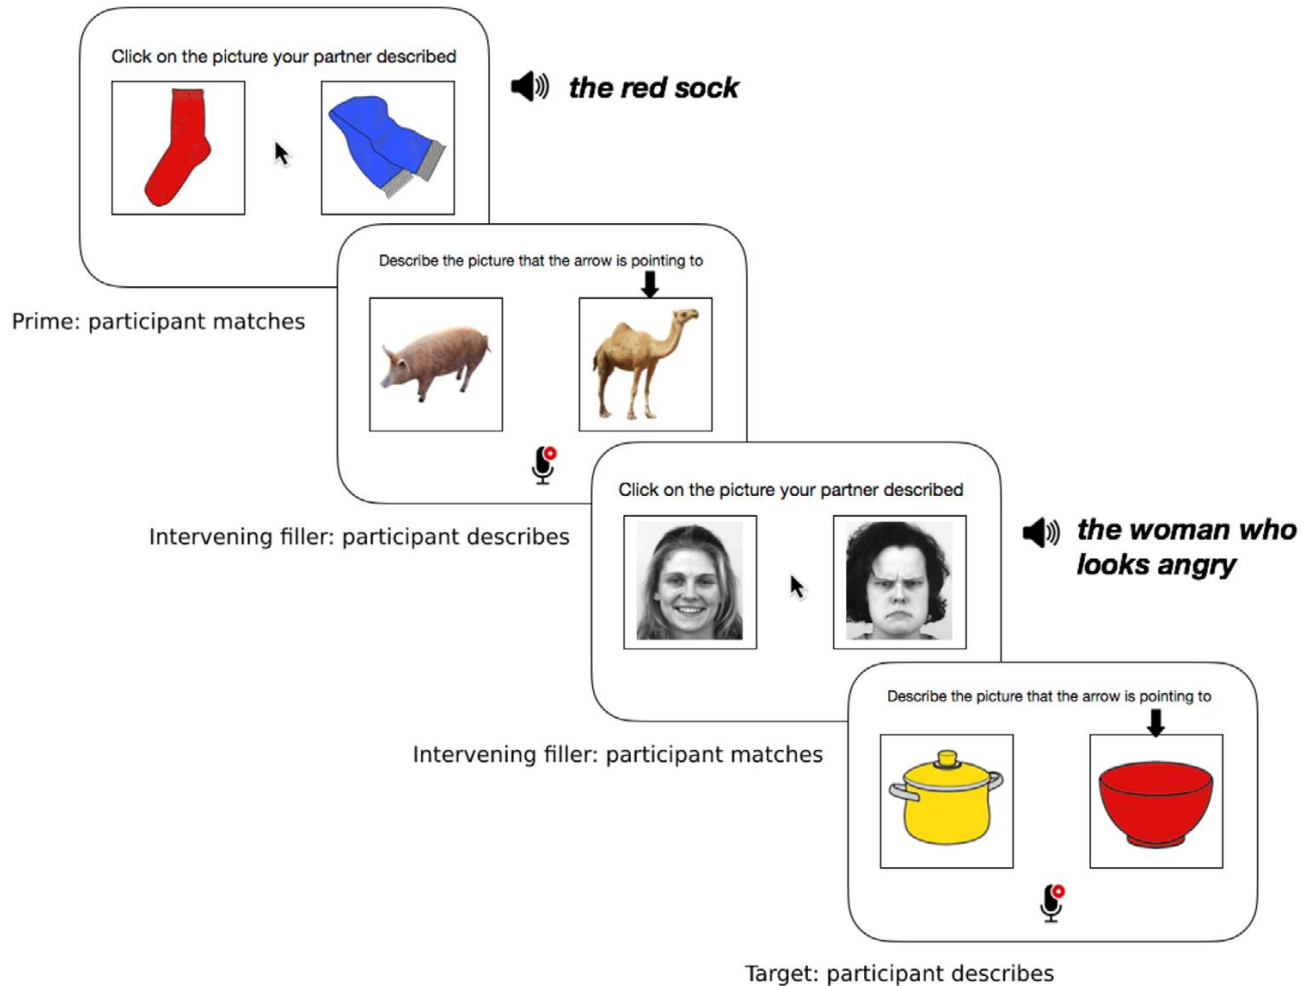 Click on the picture your partner described
the red sock
Describe the picture that the arrow is pointing to
Prime: participant matches
Click on the picture your partner described
Intervening filler: participant describes
the woman who
looks angry
Describe the picture that the arrow is pointing to
Intervening filler: participant matches
Target: participant describes